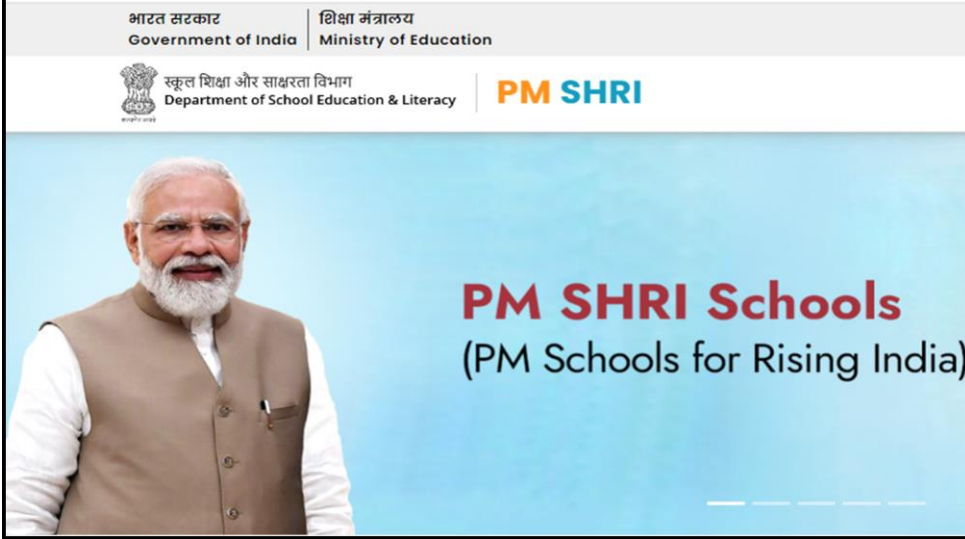 भारत सरकार
Government of India
शिक्षा मंत्रालय
Ministry of Education
स्कूल शिक्षा और साक्षरता विभाग
Department of School Education & Literacy
PM SHRI
PM SHRI Schools
(PM Schools for Rising India)